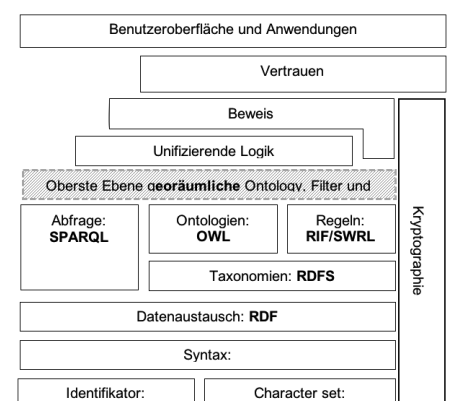 Benutzeroberfläche und Anwendungen
Vertrauen
Beweis
Unifizierende Logik
Oberste Ebene georäumliche Ontology, Filter und
Abfrage:
SPARQL
Ontologien:
OWL
Regeln:
RIF/SWRL
Kryptographie
Taxonomien: RDFS
Datenaustausch: RDF
Syntax:
Identifikator:
Character set: